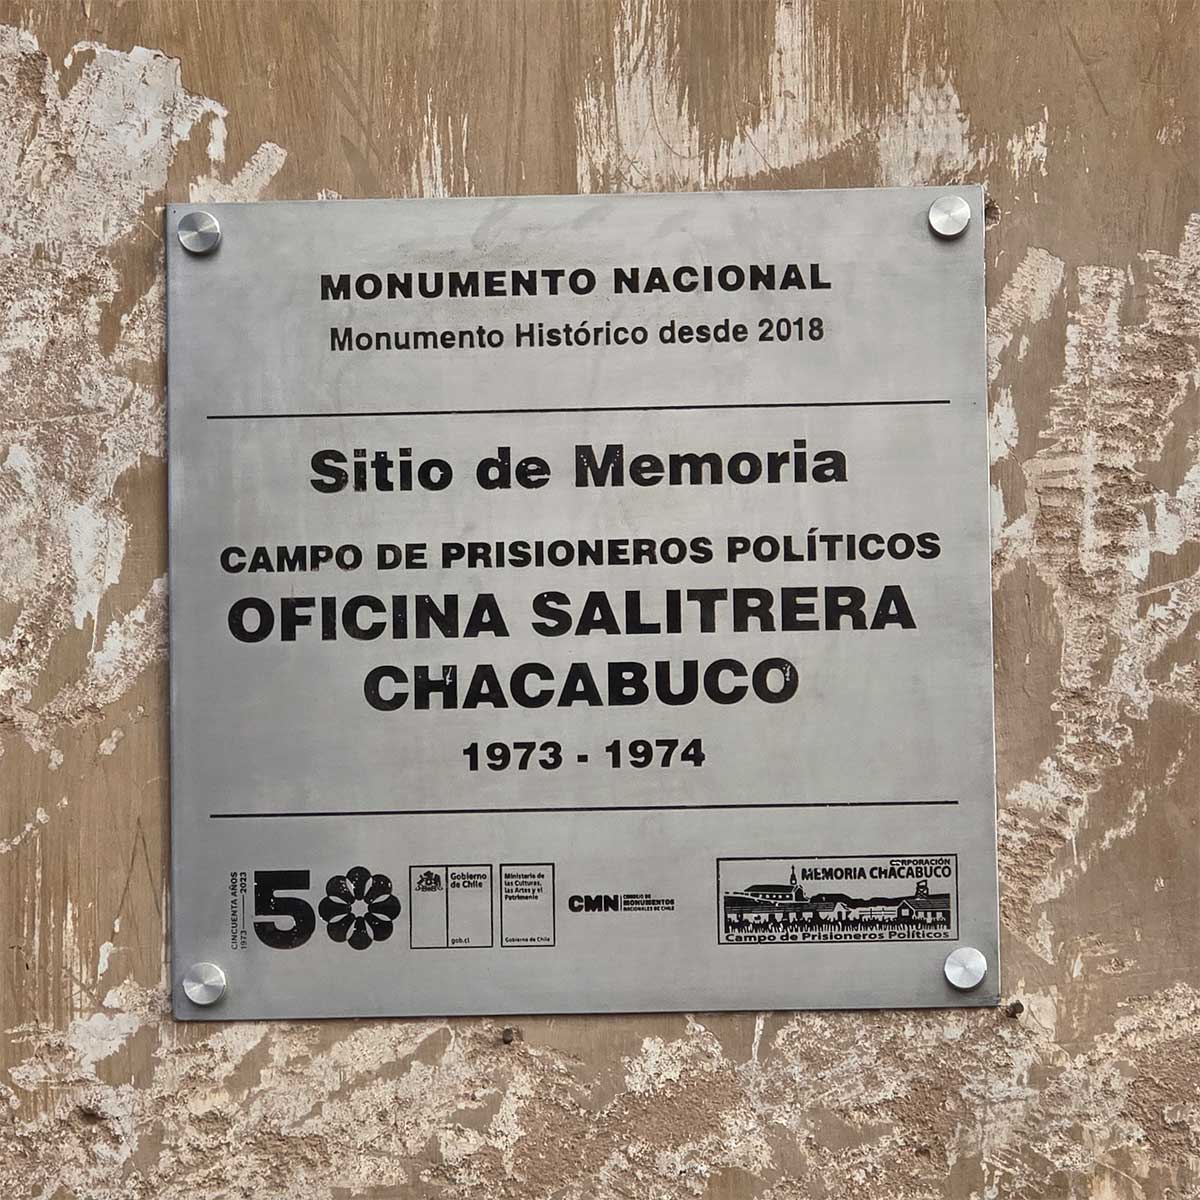 MONUMENTO NACIONAL
Monumento Histórico desde 2018
Sitio de Memoria
CAMPO DE PRISIONEROS POLÍTICOS
OFICINA SALITRERA
CHACABUCO
1973 - 1974
CINCUENTA AÑOS
1973 2023
50
Gobierno
de Chile
gob.cl
Ministerio de
las Culturas,
las Artes y el
Patrimonio
Gobierno de Chile
CMN
CONSEJO DE
MONUMENTOS
NACIONALES DE CHILE
CORPORACIÓN
MEMORIA CHACABUCO
Campo de Prisioneros Políticos